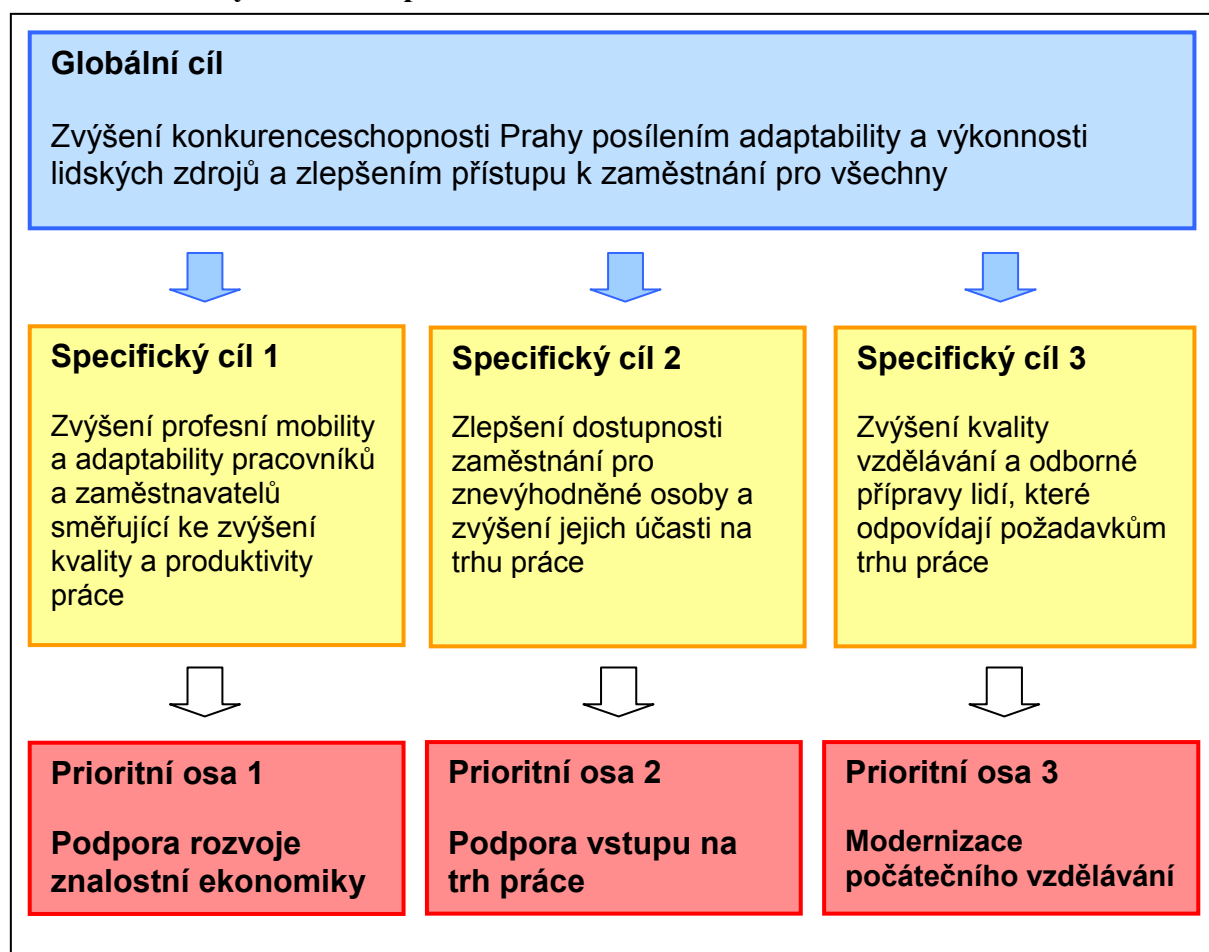 Globální cíl
Zvýšení konkurenceschopnosti Prahy posílením adaptability a výkonnosti
lidských zdrojů a zlepšením přístupu k zaměstnání pro všechny
Specifický cíl 1
Zvýšení profesní mobility
a adaptability pracovníků
a zaměstnavatelů
směřující ke zvýšení
kvality a produktivity
práce
Specifický cíl 2
Zlepšení dostupnosti
zaměstnání pro
znevýhodněné osoby a
zvýšení jejich účasti na
trhu práce
Specifický cíl 3
Zvýšení kvality
vzdělávání a odborné
přípravy lidí, které
odpovídají požadavkům
trhu práce
Prioritní osa 1
Podpora rozvoje
znalostní ekonomiky
Prioritní osa 2
Podpora vstupu na
trh práce
Prioritní osa 3
Modernizace
počátečního vzdělávání